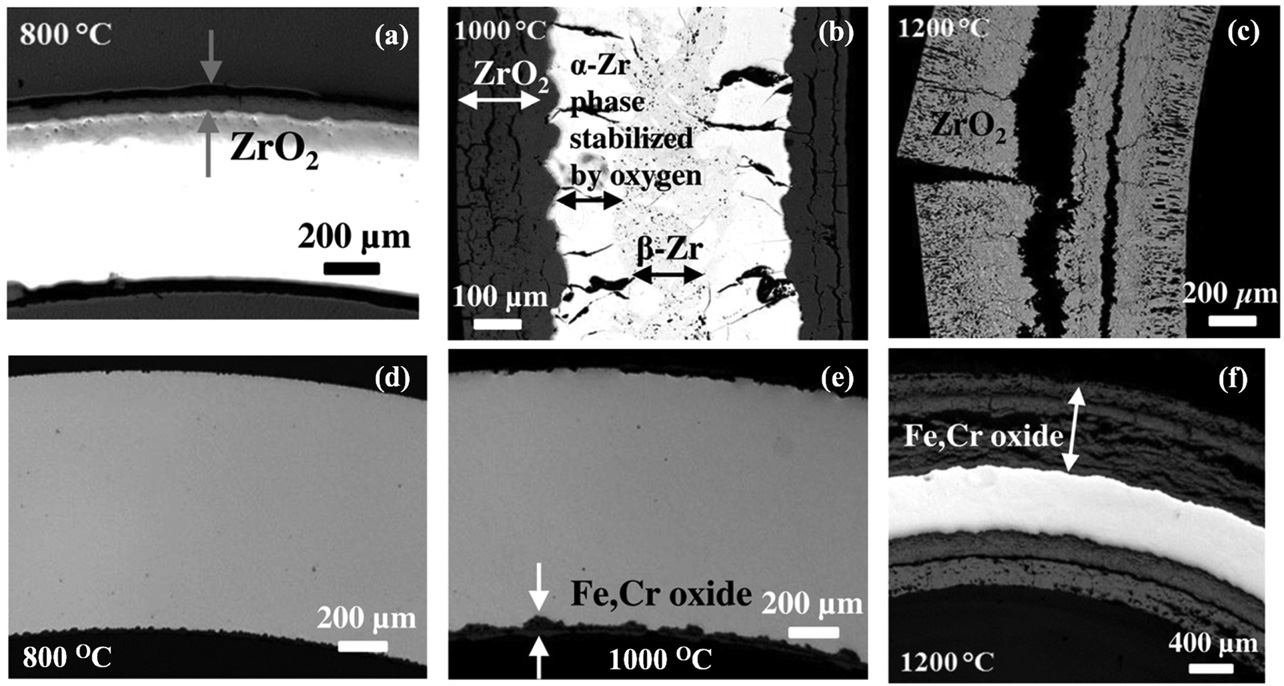 800 °C
(a)
ZrO₂
200 µm
1000 °C
(b)
ZrO₂
α-Zr
phase
stabilized
by oxygen
β-Zr
100 µm
1200 °C
(c)
ZrO₂
200 µm
(d)
200 µm
800 °C
(e)
Fe,Cr oxide
200 µm
1000 °C
(f)
Fe,Cr oxide
400 µm
1200 °C